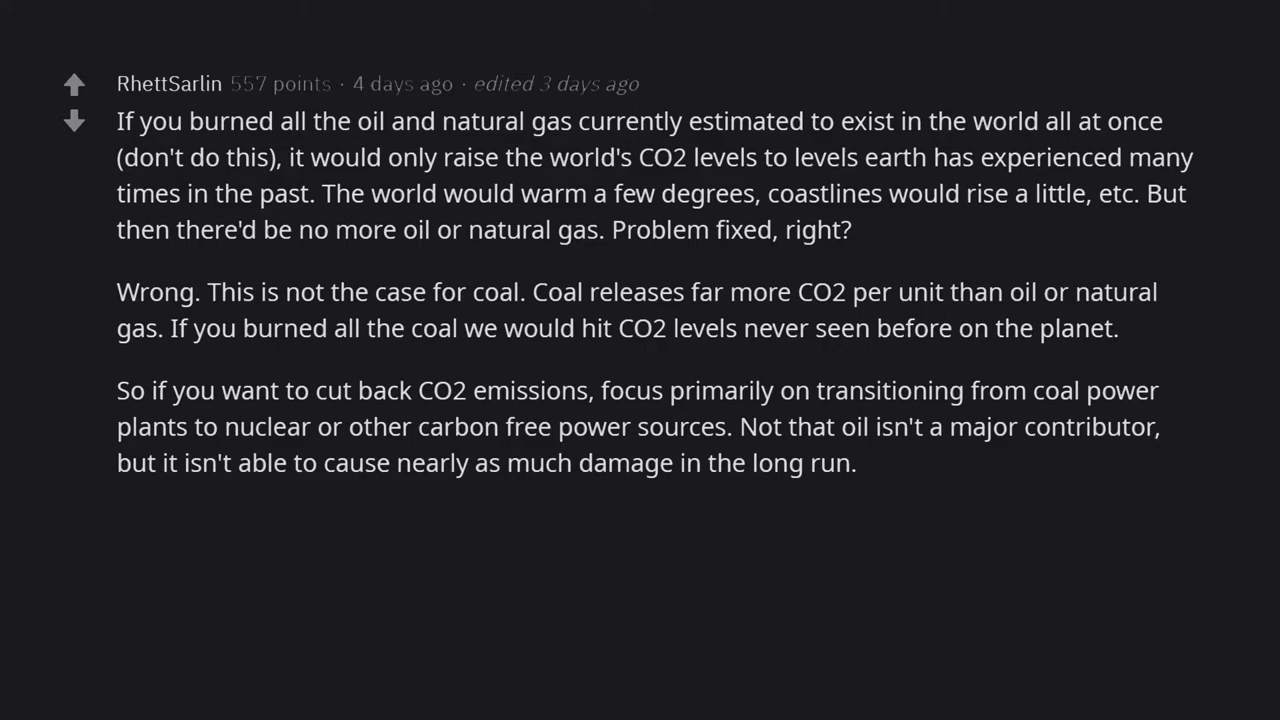 RhettSarlin 557 points · 4 days ago · edited 3 days ago
If you burned all the oil and natural gas currently estimated to exist in the world all at once
(don't do this), it would only raise the world's CO2 levels to levels earth has experienced many
times in the past. The world would warm a few degrees, coastlines would rise a little, etc. But
then there'd be no more oil or natural gas. Problem fixed, right?
Wrong. This is not the case for coal. Coal releases far more CO2 per unit than oil or natural
gas. If you burned all the coal we would hit CO2 levels never seen before on the planet.
So if you want to cut back CO2 emissions, focus primarily on transitioning from coal power
plants to nuclear or other carbon free power sources. Not that oil isn't a major contributor,
but it isn't able to cause nearly as much damage in the long run.